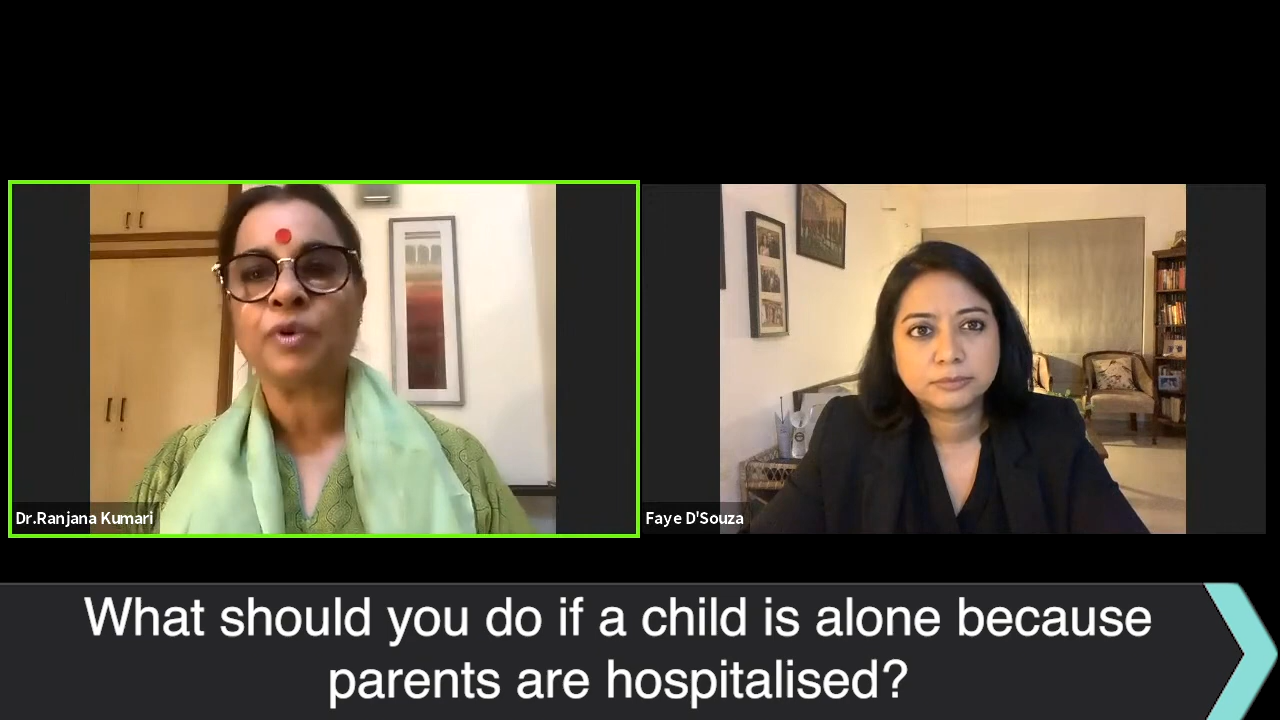 Dr.Ranjana Kumari
Faye D'Souza
What should you do if a child is alone because
parents are hospitalised?